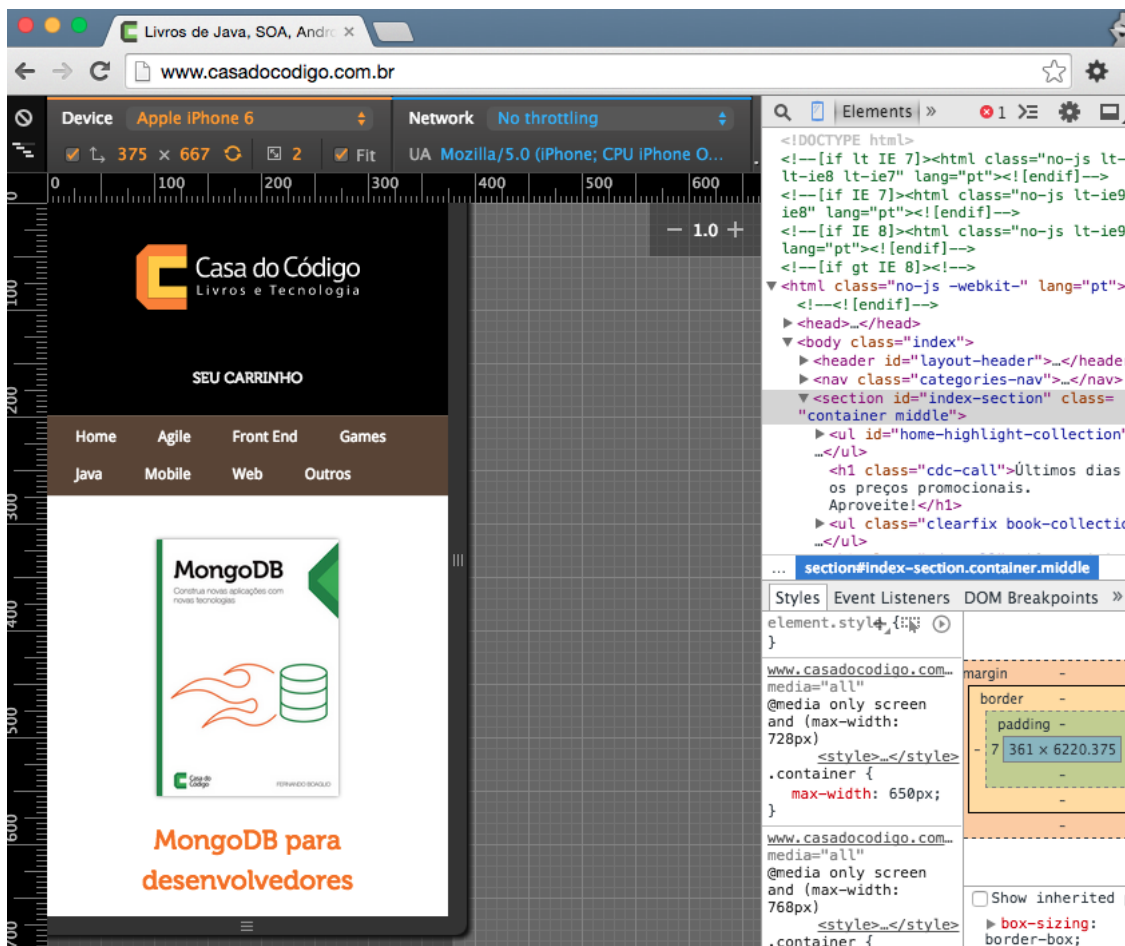 Livros de Java, SOA, Andro ×
www.casadocodigo.com.br
Device Apple iPhone 6
Network No throttling
375 × 667 2 Fit
UA Mozilla/5.0 (iPhone; CPU iPhone O...
0 100 200 300 400 500 600
0
100
200
300
400
500
600
700
− 1.0 +
Casa do Código
Livros e Tecnologia
SEU CARRINHO
Home Agile Front End Games
Java Mobile Web Outros
MongoDB
Construa novas aplicações com
novas tecnologias
Casa do
Código
FERNANDO BOAGLIO
MongoDB para
desenvolvedores
Elements » 1
<!DOCTYPE html>
<!--[if lt IE 7]><html class="no-js lt-
lt-ie8 lt-ie7" lang="pt"><![endif]-->
<!--[if IE 7]><html class="no-js lt-ie9
ie8" lang="pt"><![endif]-->
<!--[if IE 8]><html class="no-js lt-ie9
lang="pt"><![endif]-->
<!--[if gt IE 8]><!-->
▼<html class="no-js -webkit-" lang="pt">
<!--<![endif]-->
▶<head>…</head>
▼<body class="index">
▶<header id="layout-header">…</heade
▶<nav class="categories-nav">…</nav>
▼<section id="index-section" class=
"container middle">
▶<ul id="home-highlight-collection"
…</ul>
<h1 class="cdc-call">Últimos dias
os preços promocionais.
Aproveite!</h1>
▶<ul class="clearfix book-collectio
…</ul>
... section#index-section.container.middle
Styles Event Listeners DOM Breakpoints »
element.style {
}
www.casadocodigo.com…
media="all"
@media only screen
and (max-width:
728px)
<style>…</style>
.container {
max-width: 650px;
}
www.casadocodigo.com…
media="all"
@media only screen
and (max-width:
768px)
<style>…</style>
.container {
margin -
border -
padding -
- 7 361 × 6220.375
-
-
-
Show inherited
▶ box-sizing:
border-box;